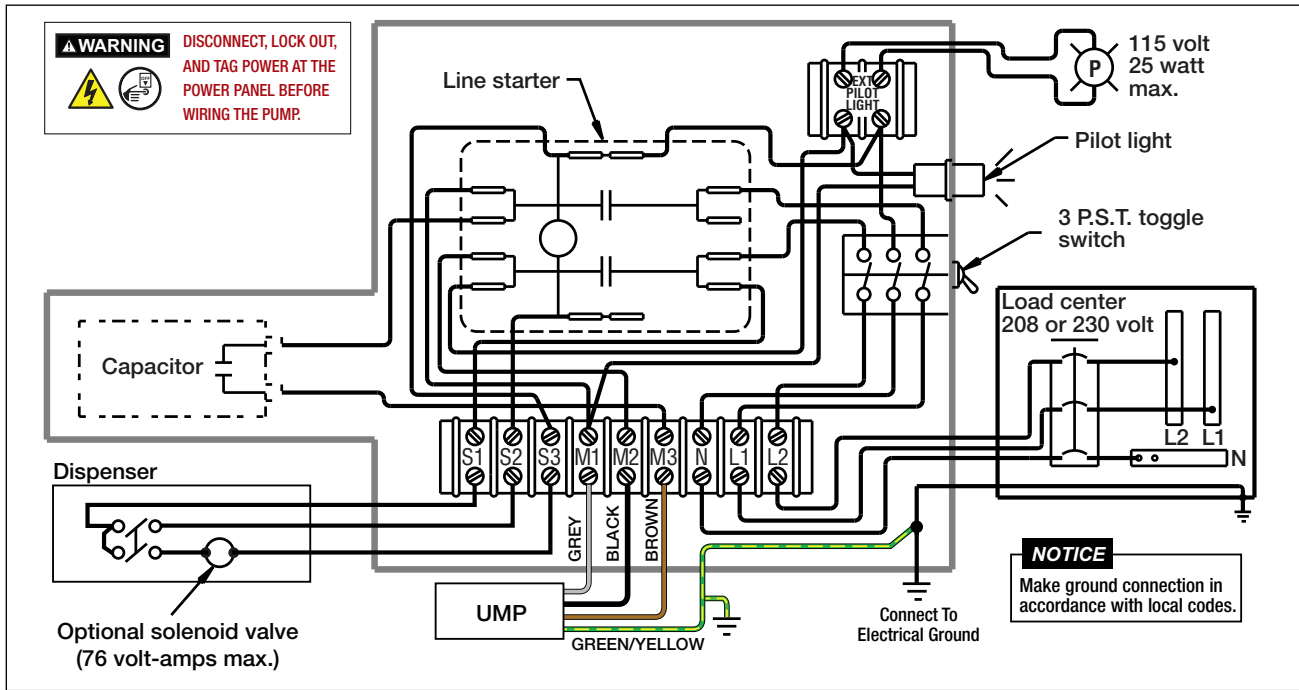 WARNING
DISCONNECT, LOCK OUT,
AND TAG POWER AT THE
POWER PANEL BEFORE
WIRING THE PUMP.
OFF
Line starter
EXT
PILOT
LIGHT
P
115 volt
25 watt
max.
Pilot light
3 P.S.T. toggle
switch
Load center
208 or 230 volt
L2
L1
N
Capacitor
S1
S2
S3
M1
M2
M3
N
L1
L2
Dispenser
GREY
BLACK
BROWN
UMP
GREEN/YELLOW
Optional solenoid valve
(76 volt-amps max.)
Connect To
Electrical Ground
NOTICE
Make ground connection in
accordance with local codes.